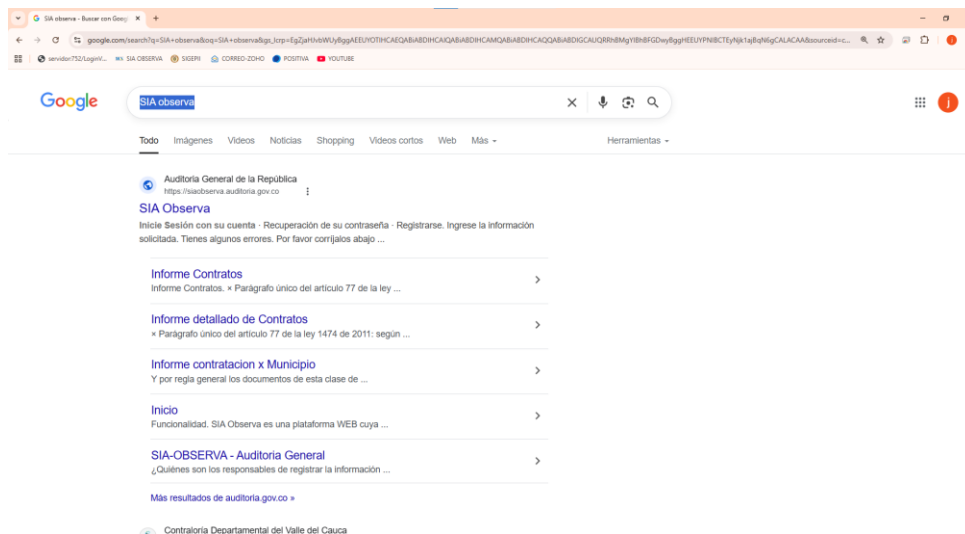 SIA observa - Buscar con Goog
google.com/search?q=SIA+observa&oq=SIA+observa&gs_lcrp=
servidor:752/LoginV...
SIA OBSERVA
SIGEPII
CORREO-ZOHO
POSITIVA
YOUTUBE
Google
SIA observa
j
Todo Imágenes Videos Noticias Shopping Videos cortos Web Más Herramientas
Auditoria General de la República
https://siaobserva.auditoria.gov.co
SIA Observa
Inicie Sesión con su cuenta · Recuperación de su contraseña · Registrarse. Ingrese la información
solicitada. Tienes algunos errores. Por favor corríjalos abajo ...
Informe Contratos
Informe Contratos. × Parágrafo único del artículo 77 de la ley ...
Informe detallado de Contratos
× Parágrafo único del artículo 77 de la ley 1474 de 2011: según ...
Informe contratacion x Municipio
Y por regla general los documentos de esta clase de ...
Inicio
Funcionalidad. SIA Observa es una plataforma WEB cuya ...
SIA-OBSERVA - Auditoria General
¿Quiénes son los responsables de registrar la información ...
Más resultados de auditoria.gov.co »
Contraloría Departamental del Valle del Cauca